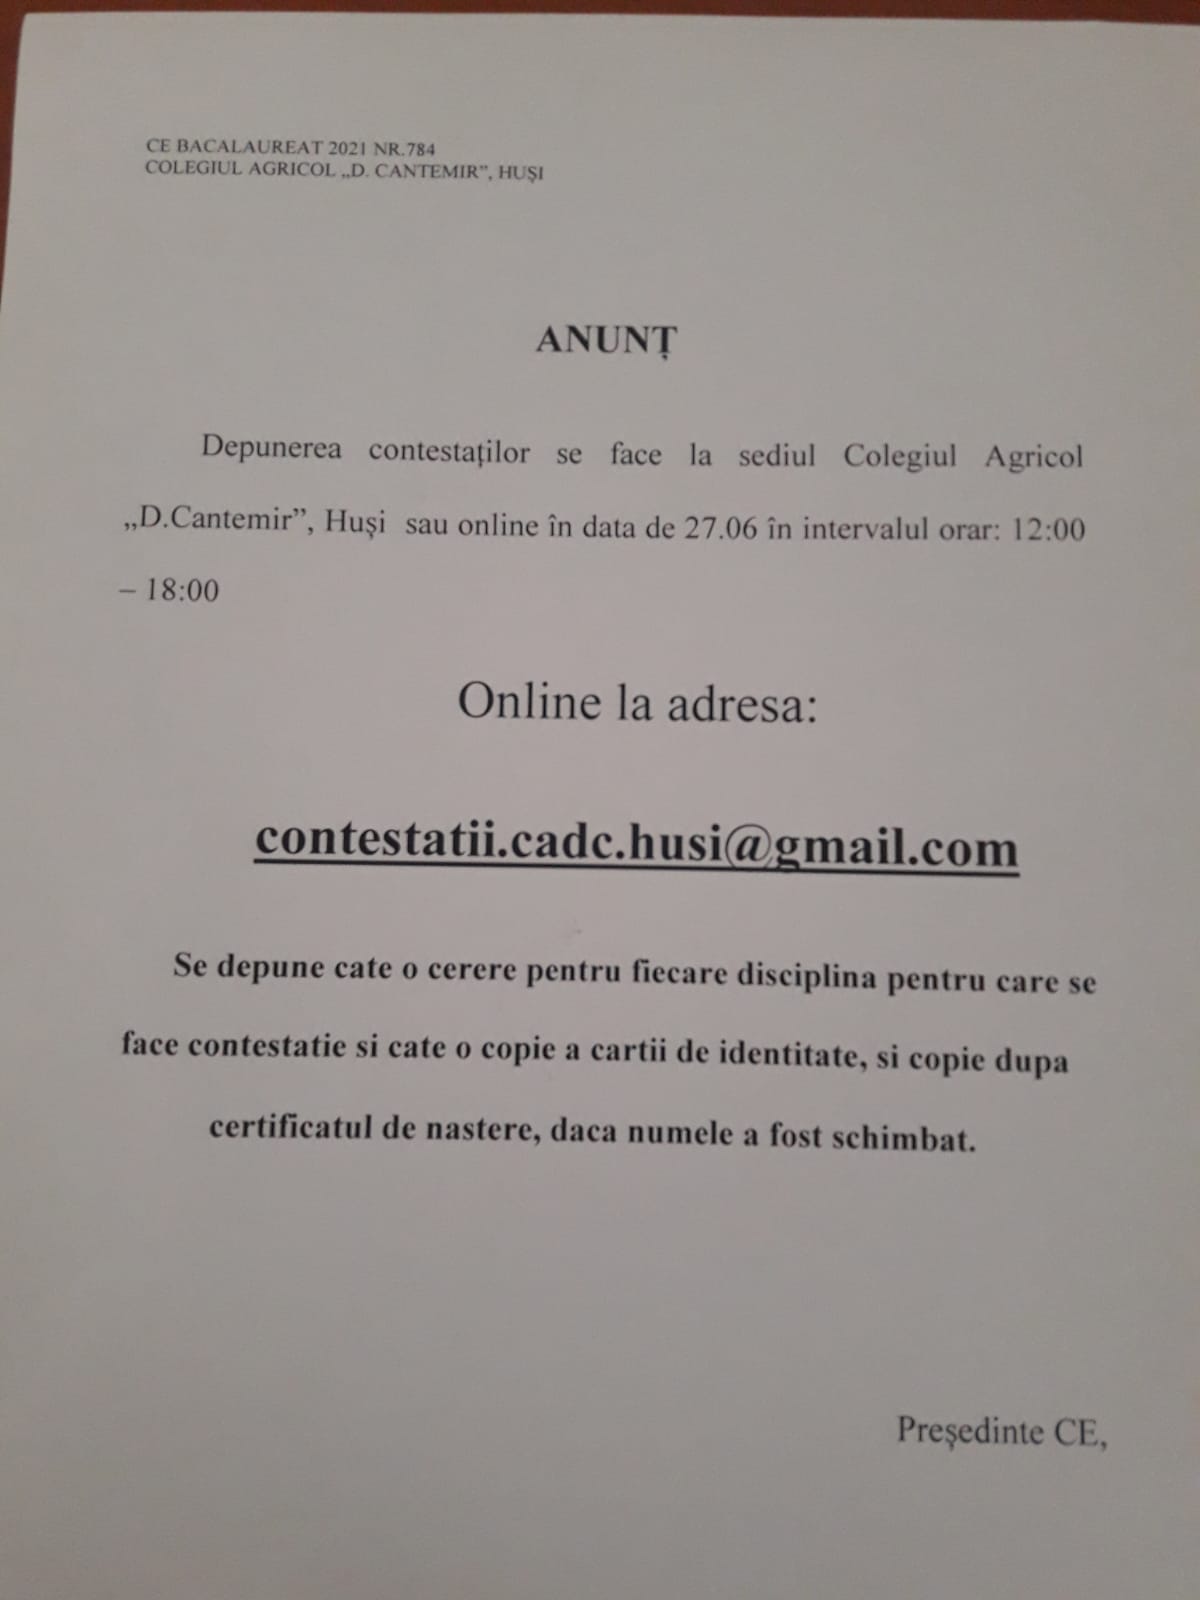 CE BACALAUREAT 2021 NR.784
COLEGIUL AGRICOL „D. CANTEMIR”, HUŞI
ANUNȚ
Depunerea contestaților se face la sediul Colegiul Agricol
„D.Cantemir”, Huşi sau online în data de 27.06 în intervalul orar: 12:00
– 18:00
Online la adresa:
contestatii.cadc.husi@gmail.com
Se depune cate o cerere pentru fiecare disciplina pentru care se
face contestatie si cate o copie a cartii de identitate, si copie dupa
certificatul de nastere, daca numele a fost schimbat.
Preşedinte CE,